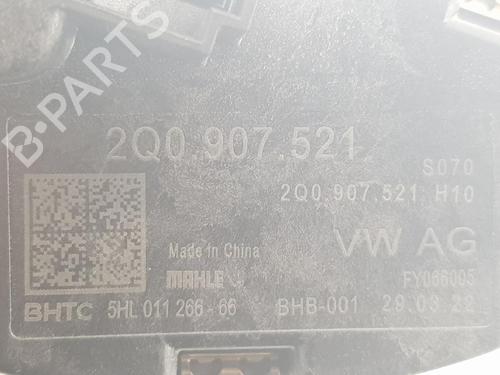 B-PARTS
2Q0.907.521
S070
2Q0.907.521 H10
Made in China
VW AG
MAHLE
FY066005
BHTC 5HL 011 266-66 BHB-001 29.03.22